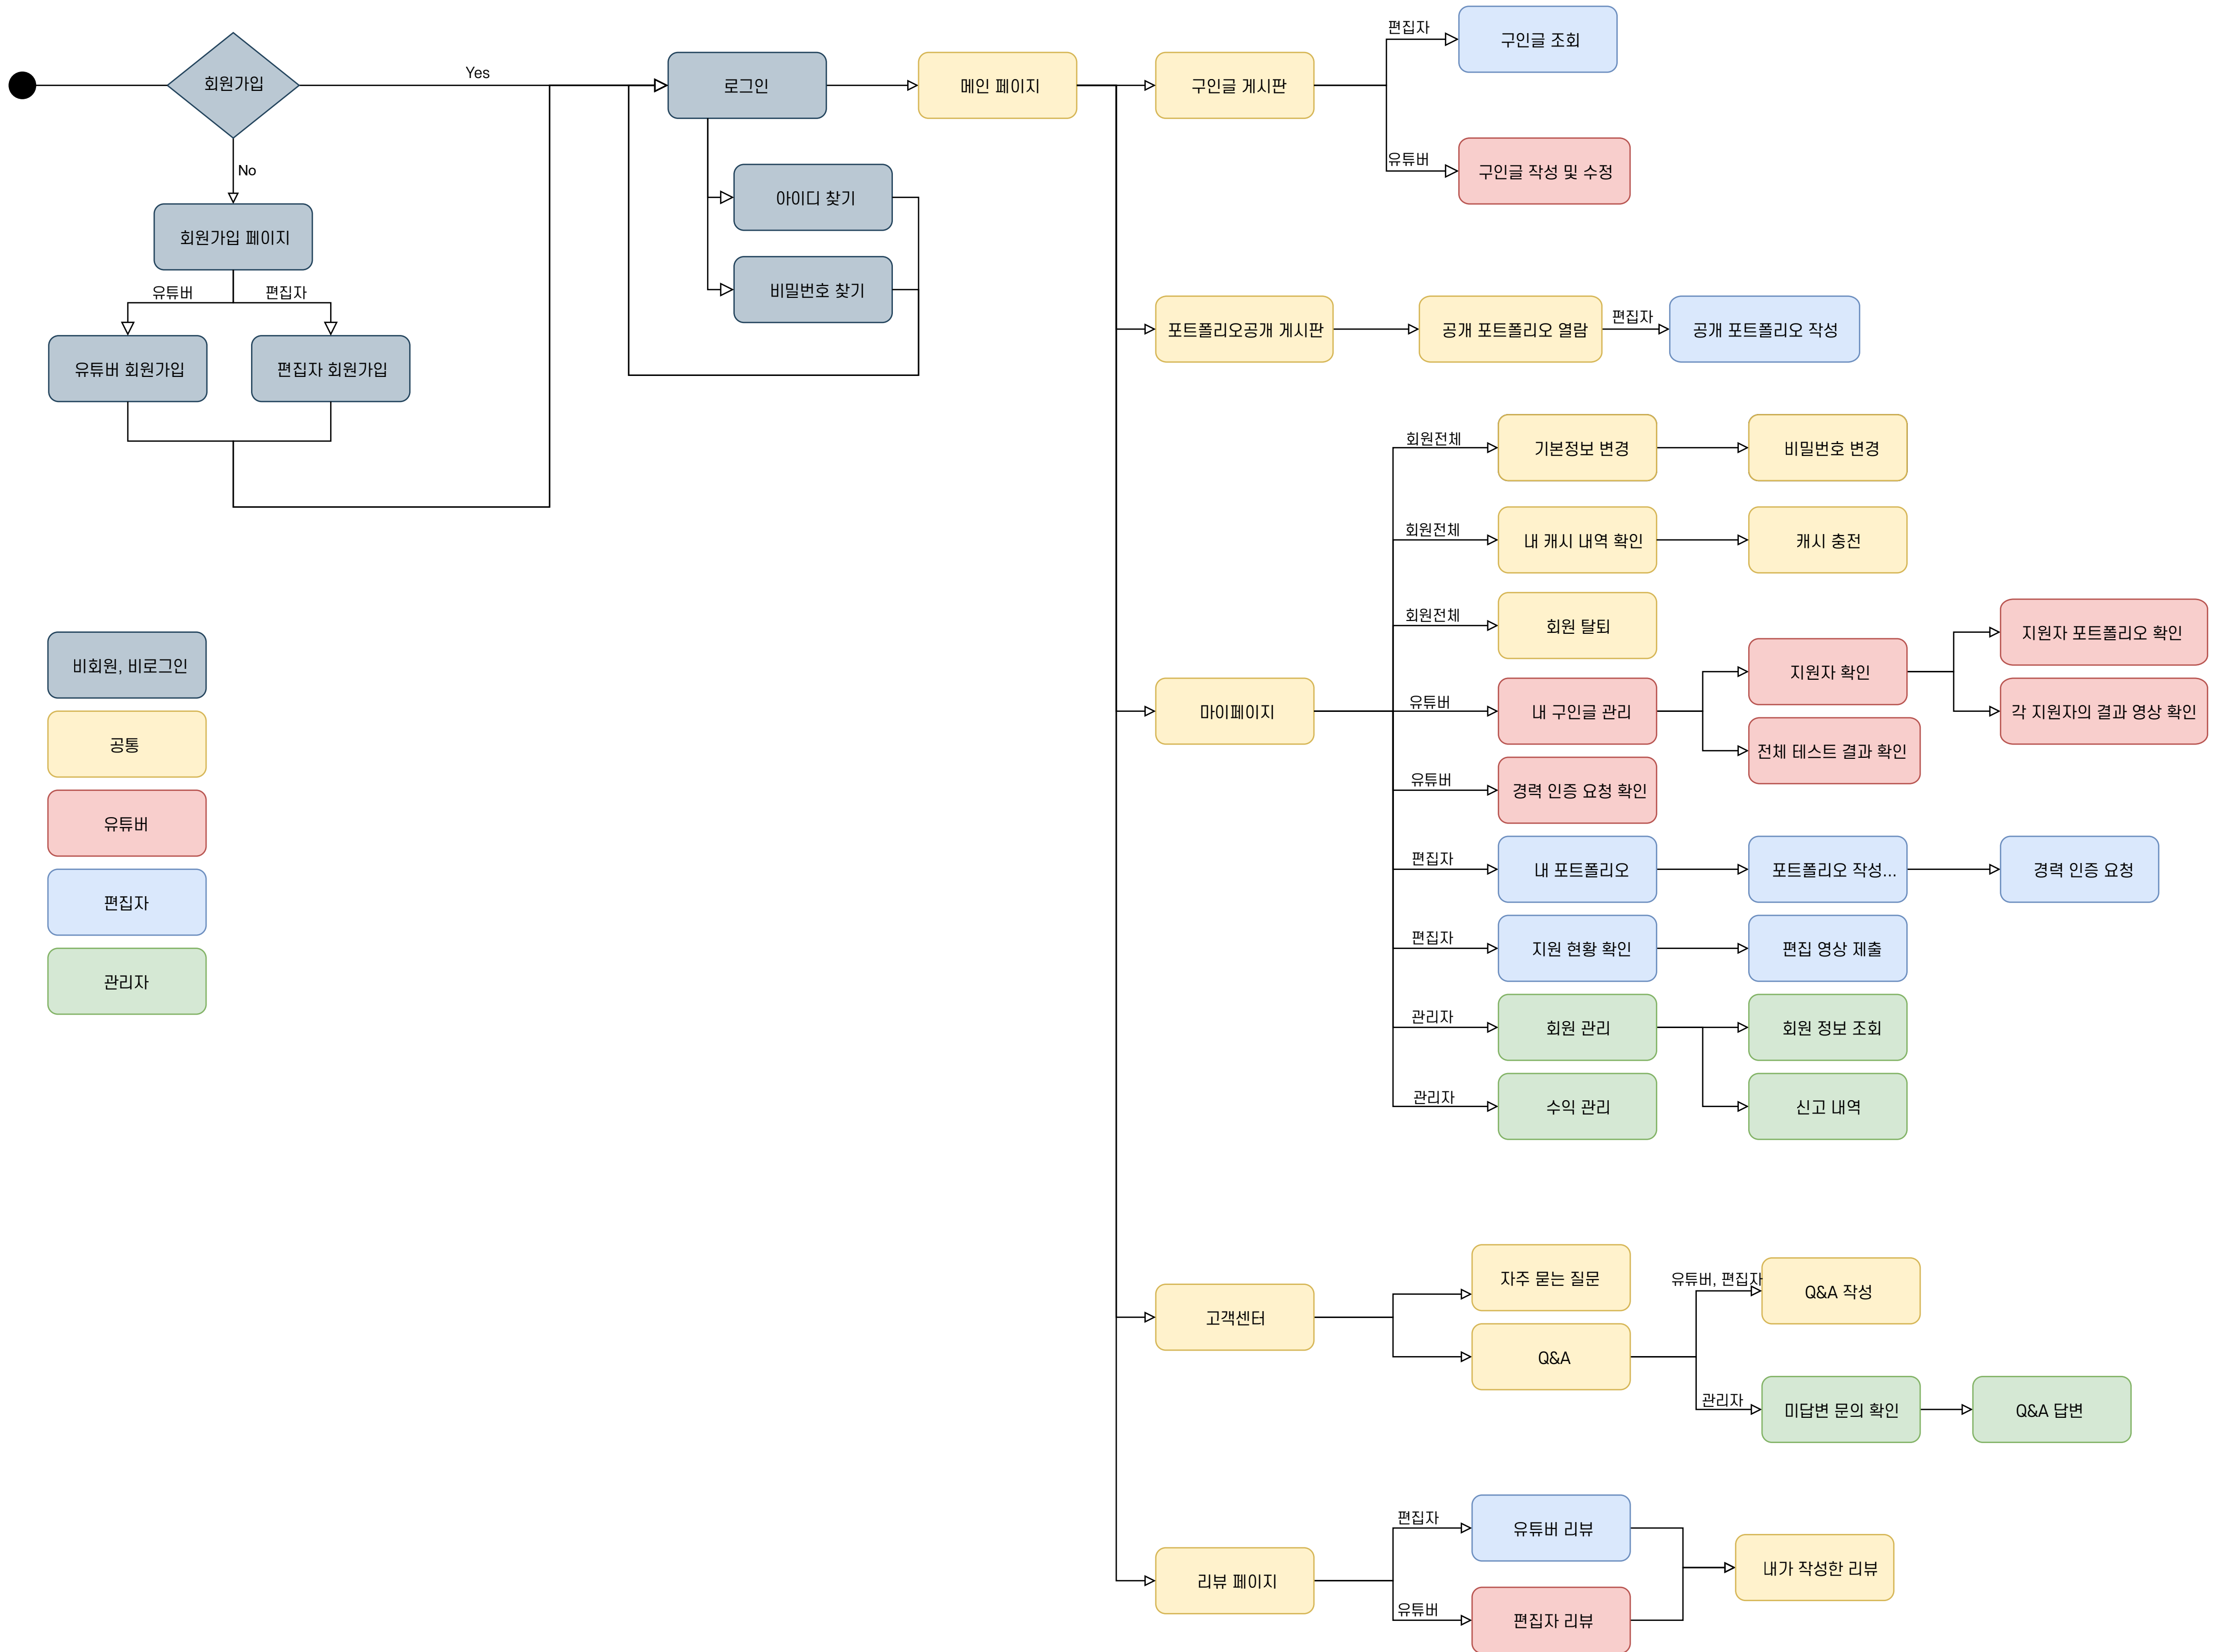 회원가입
Yes
No
회원가입 페이지
유튜버
편집자
유튜버 회원가입
편집자 회원가입
로그인
아이디 찾기
비밀번호 찾기
메인 페이지
구인글 게시판
편집자
구인글 조회
유튜버
구인글 작성 및 수정
포트폴리오공개 게시판
공개 포트폴리오 열람
편집자
공개 포트폴리오 작성
마이페이지
회원전체
기본정보 변경
비밀번호 변경
회원전체
내 캐시 내역 확인
캐시 충전
회원전체
회원 탈퇴
유튜버
내 구인글 관리
지원자 확인
지원자 포트폴리오 확인
각 지원자의 결과 영상 확인
전체 테스트 결과 확인
유튜버
경력 인증 요청 확인
편집자
내 포트폴리오
포트폴리오 작성...
경력 인증 요청
편집자
지원 현황 확인
편집 영상 제출
관리자
회원 관리
회원 정보 조회
신고 내역
관리자
수익 관리
고객센터
자주 묻는 질문
Q&A
유튜버, 편집자
Q&A 작성
관리자
미답변 문의 확인
Q&A 답변
리뷰 페이지
편집자
유튜버 리뷰
유튜버
편집자 리뷰
내가 작성한 리뷰
비회원, 비로그인
공통
유튜버
편집자
관리자